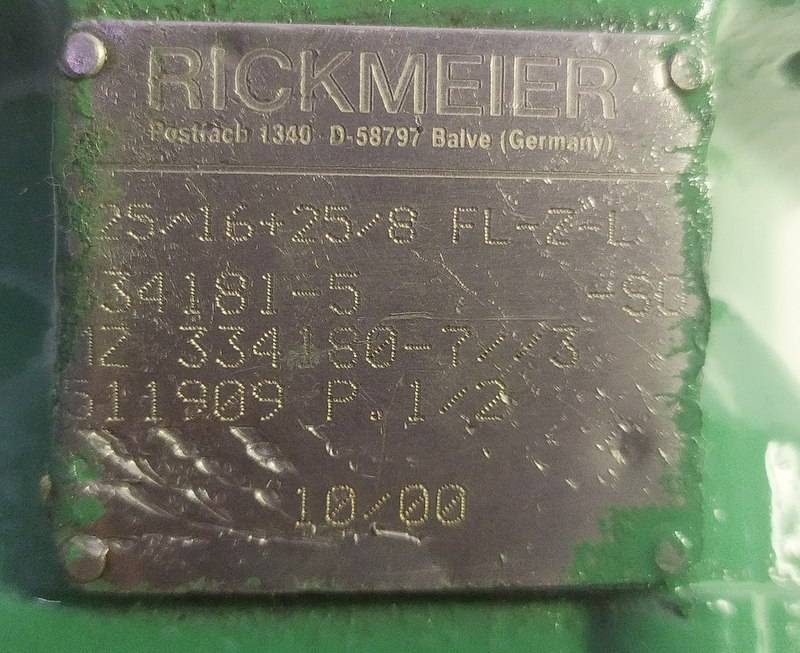 RICKMEIER
Postfach 1340 D-58797 Balve (Germany)
25/16+25/8 FL-Z-L
34181-5 -SO
1Z 334180-7//3
511909 P.1/2
10/00